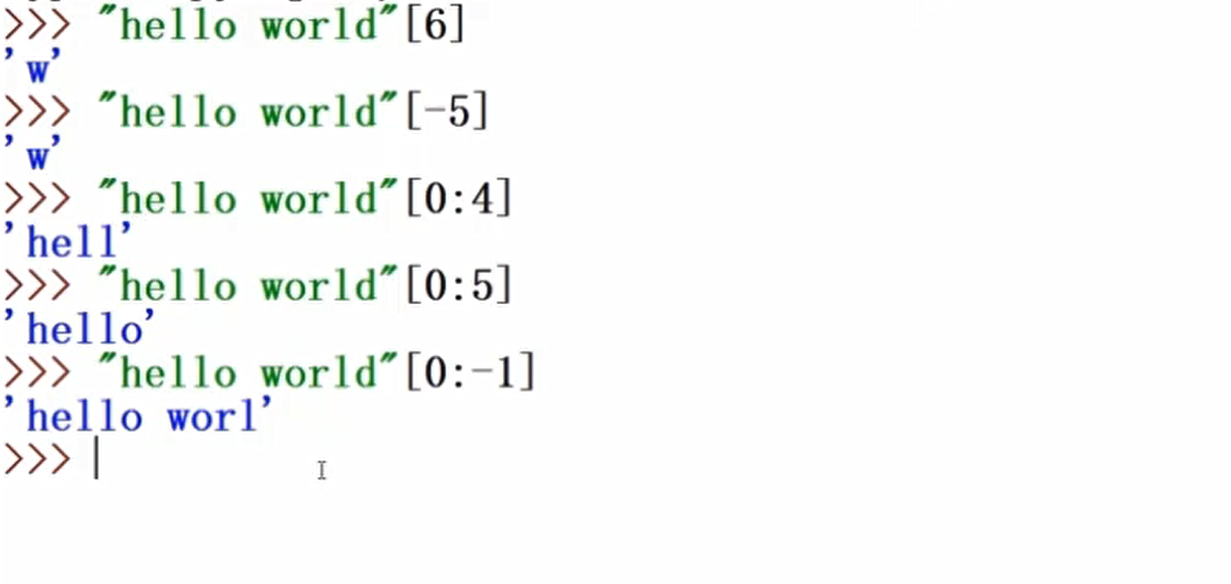 >>> "hello world"[6]
'w'
>>> "hello world"[-5]
'w'
>>> "hello world"[0:4]
'hell'
>>> "hello world"[0:5]
'hello'
>>> "hello world"[0:-1]
'hello worl'
>>>